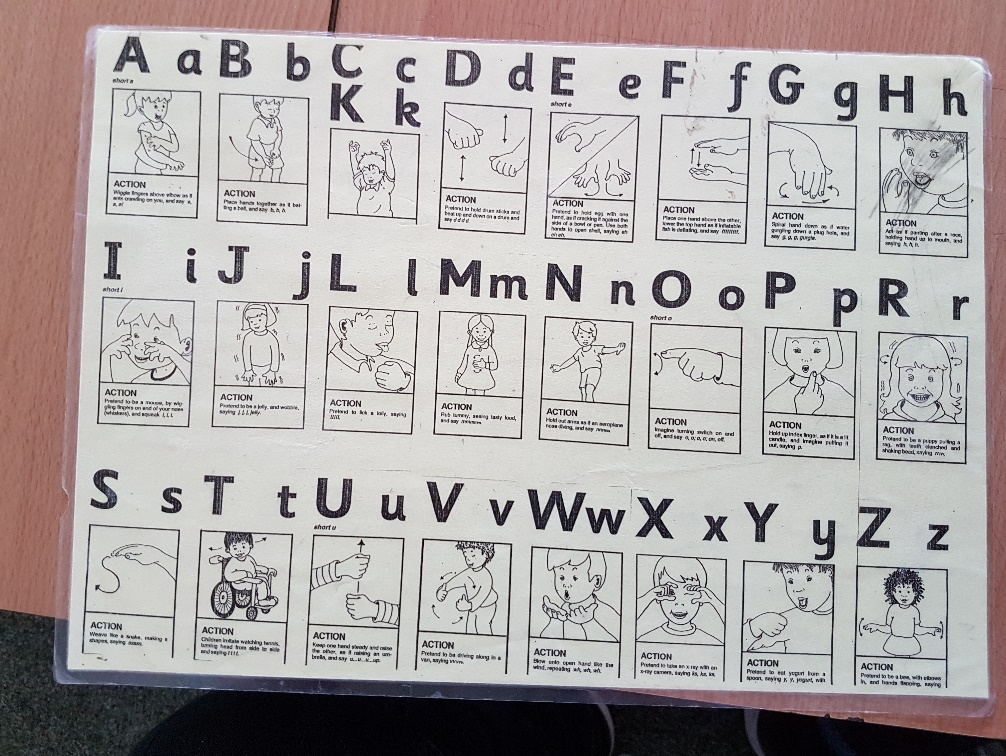 A a B b C c D d E e F f G g H h
K k
short a
short e
ACTION
Wiggle fingers above elbow as if
ants crawling on you, and say a,
a, a!
ACTION
Place hands together as if bat-
ting a ball, and say b, b, b.
ACTION
Pretend to hold drum sticks and
beat up and down on a drum and
say d d d d.
ACTION
Pretend to hold egg with one
hand, as if cracking it against the
side of a bowl or pan. Use both
hands to open shell, saying eh
eh eh.
ACTION
Place one hand above the other,
lower the top hand as if inflatable
fish is deflating, and say
ACTION
Spiral hand down as if water
gurgling down a plug hole, and
say g, g, g, gurgle.
ACTION
Act as if panting after a race,
holding hand up to mouth, and
saying h, h, h.
I i J j L l M m N n O o P p R r
short i
short o
ACTION
Pretend to be a mouse, by wig
gling fingers on end of your nose
(whiskers), and squeak i, i, i.
ACTION
Pretend to be a jelly, and wobble,
saying j, j, j, jelly.
ACTION
Pretend to lick a lolly, saying
ACTION
Rub tummy, seeing tasty food,
and say
ACTION
Hold out arms as if an aeroplane
nose diving, and say
ACTION
Imagine turning switch on and
off, and say o, o, o, o, on, off.
ACTION
Hold up index finger, as if it is a lit
candle, and imagine puffing it
out, saying p.
ACTION
Pretend to be a puppy pulling a
rag, with teeth clenched and
shaking head, saying
S s T t U u V v W w X x Y y Z z
short u
ACTION
Weave like a snake, making s
shapes, saying
ACTION
Children imitate watching tennis,
turning head from side to side
and saying t t t t.
ACTION
Keep one hand steady and raise
the other, as if raising an um-
brella, and say u...u...u...up.
ACTION
Pretend to be driving along in a
van, saying
ACTION
Blow onto open hand like the
wind, repeating wh, wh, wh.
ACTION
Pretend to take an x-ray with an
x-ray camera, saying ks, ks, ks.
ACTION
Pretend to eat yogurt from a
spoon, saying y, y, yogurt, with
ACTION
Pretend to be a bee, with elbows
in, and hands flapping, saying